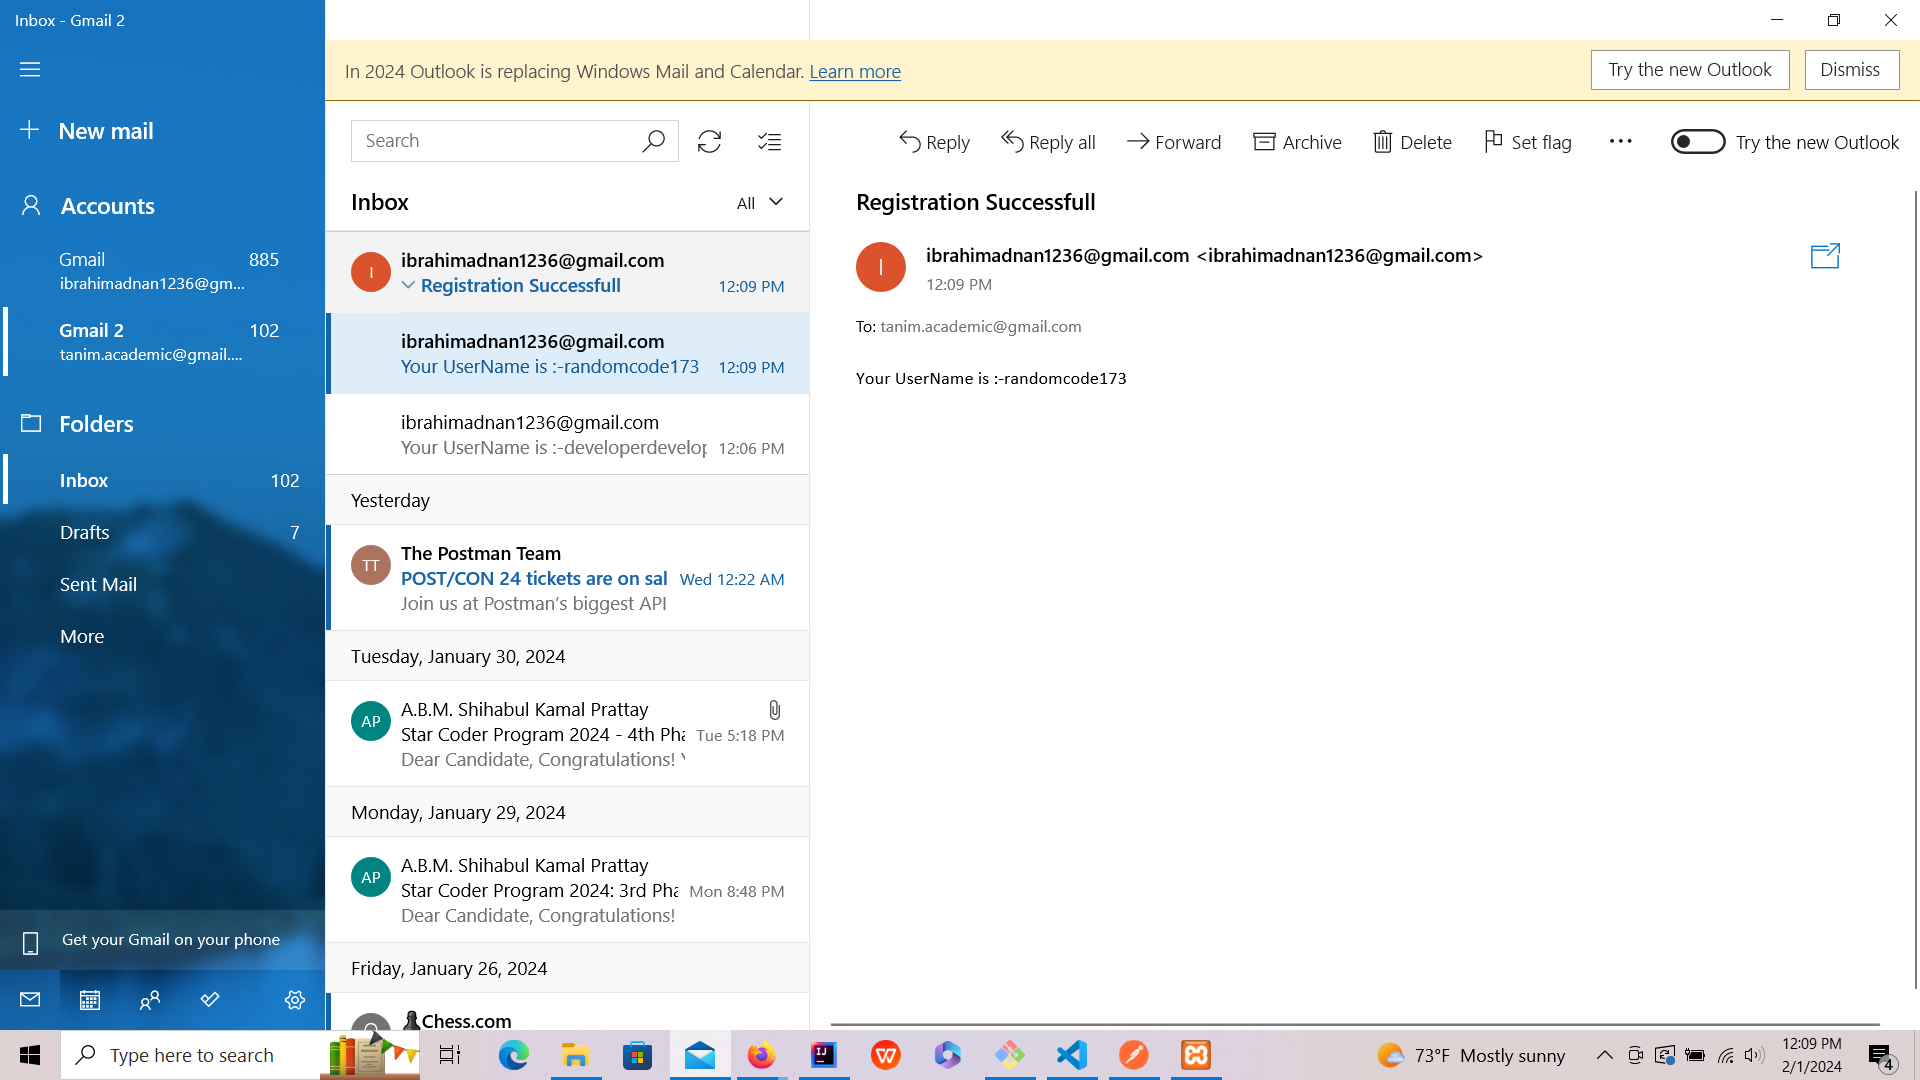 Inbox - Gmail 2
In 2024 Outlook is replacing Windows Mail and Calendar. Learn more
Try the new Outlook
Dismiss
New mail
Accounts
Gmail 885
ibrahimadnan1236@gm...
Gmail 2 102
tanim.academic@gmail....
Folders
Inbox 102
Drafts 7
Sent Mail
More
Get your Gmail on your phone
Search
Inbox
All
I
ibrahimadnan1236@gmail.com
Registration Successfull 12:09 PM
ibrahimadnan1236@gmail.com
Your UserName is :-randomcode173 12:09 PM
ibrahimadnan1236@gmail.com
Your UserName is :-developerdevelop 12:06 PM
Yesterday
TT
The Postman Team
POST/CON 24 tickets are on sal Wed 12:22 AM
Join us at Postman's biggest API
Tuesday, January 30, 2024
AP
A.B.M. Shihabul Kamal Prattay
Star Coder Program 2024 - 4th Pha Tue 5:18 PM
Dear Candidate, Congratulations!
Monday, January 29, 2024
AP
A.B.M. Shihabul Kamal Prattay
Star Coder Program 2024: 3rd Pha Mon 8:48 PM
Dear Candidate, Congratulations!
Friday, January 26, 2024
Chess.com
Reply
Reply all
Forward
Archive
Delete
Set flag
Try the new Outlook
Registration Successfull
I
ibrahimadnan1236@gmail.com <ibrahimadnan1236@gmail.com>
12:09 PM
To: tanim.academic@gmail.com
Your UserName is :-randomcode173
Type here to search
73°F Mostly sunny
12:09 PM
2/1/2024
4